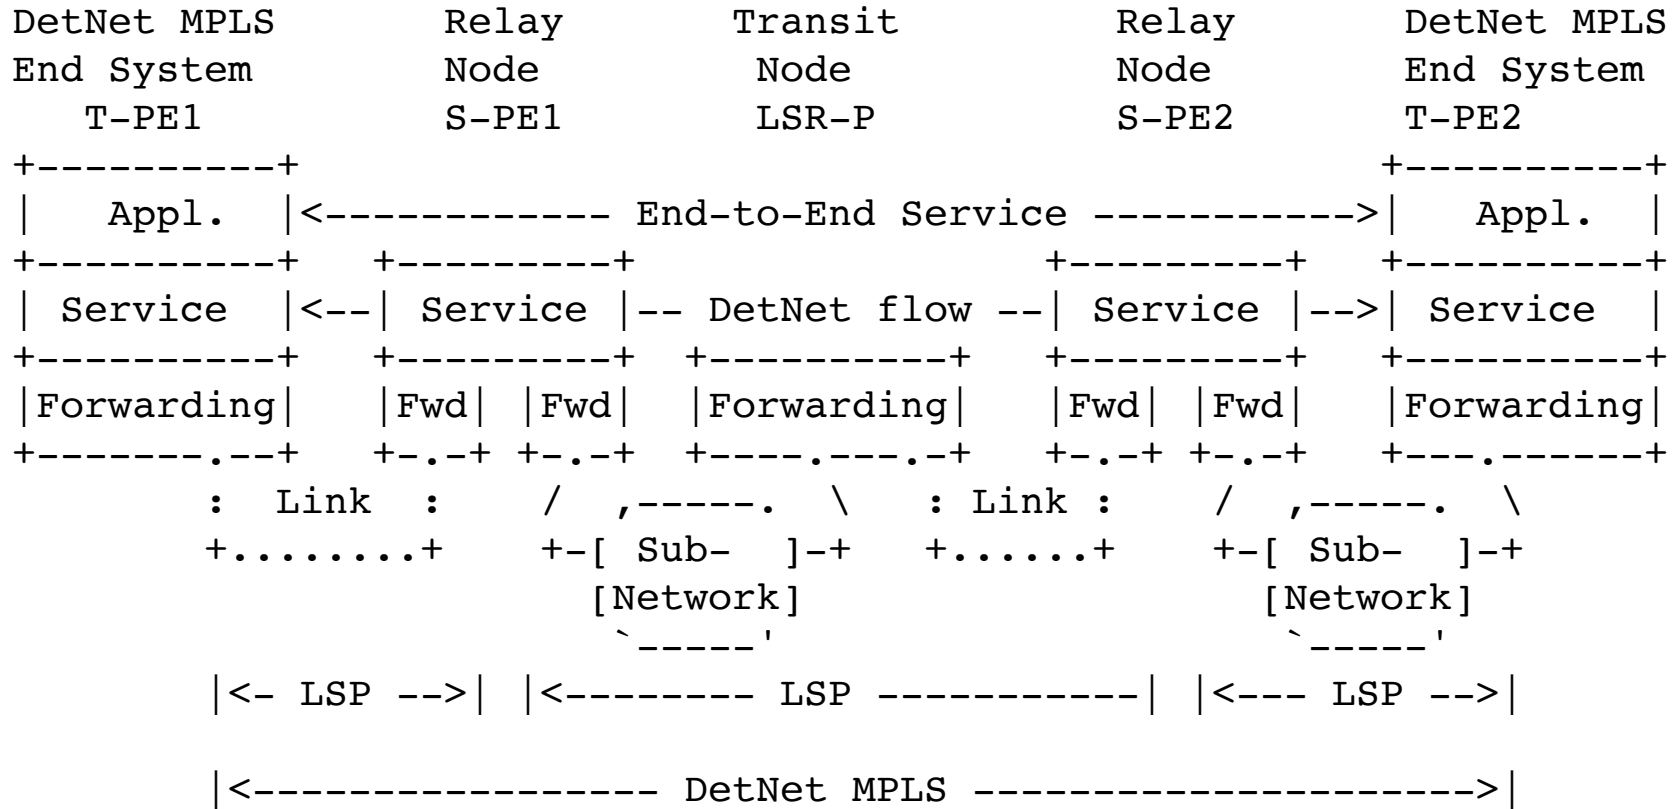 DetNet MPLS         Relay         Transit           Relay         DetNet MPLS
End System          Node           Node             Node          End System
T-PE1               S-PE1          LSR-P            S-PE2         T-PE2
+----------+                                              +----------+
|   Appl.  |<------------ End-to-End Service ------------>|   Appl.  |
+----------+   +---------+                  +---------+   +----------+
| Service  |<--| Service |-- DetNet flow --| Service |-->| Service  |
+----------+   +---------+  +----------+   +---------+   +----------+
|Forwarding|   |Fwd| |Fwd|  |Forwarding|   |Fwd| |Fwd|   |Forwarding|
+-------.--+   +-.-+ +-.-+  +----.---.-+   +-.-+ +-.-+   +---.------+
:  Link  :    /  ,-----.  \   : Link :    /  ,-----.  \
+........+    +-[ Sub-  ]-+   +......+    +-[ Sub-  ]-+
[Network]                   [Network]
`-----'                     `-----'
|<- LSP -->| |<-------- LSP -----------| |<--- LSP -->|
|<----------------- DetNet MPLS --------------------->|